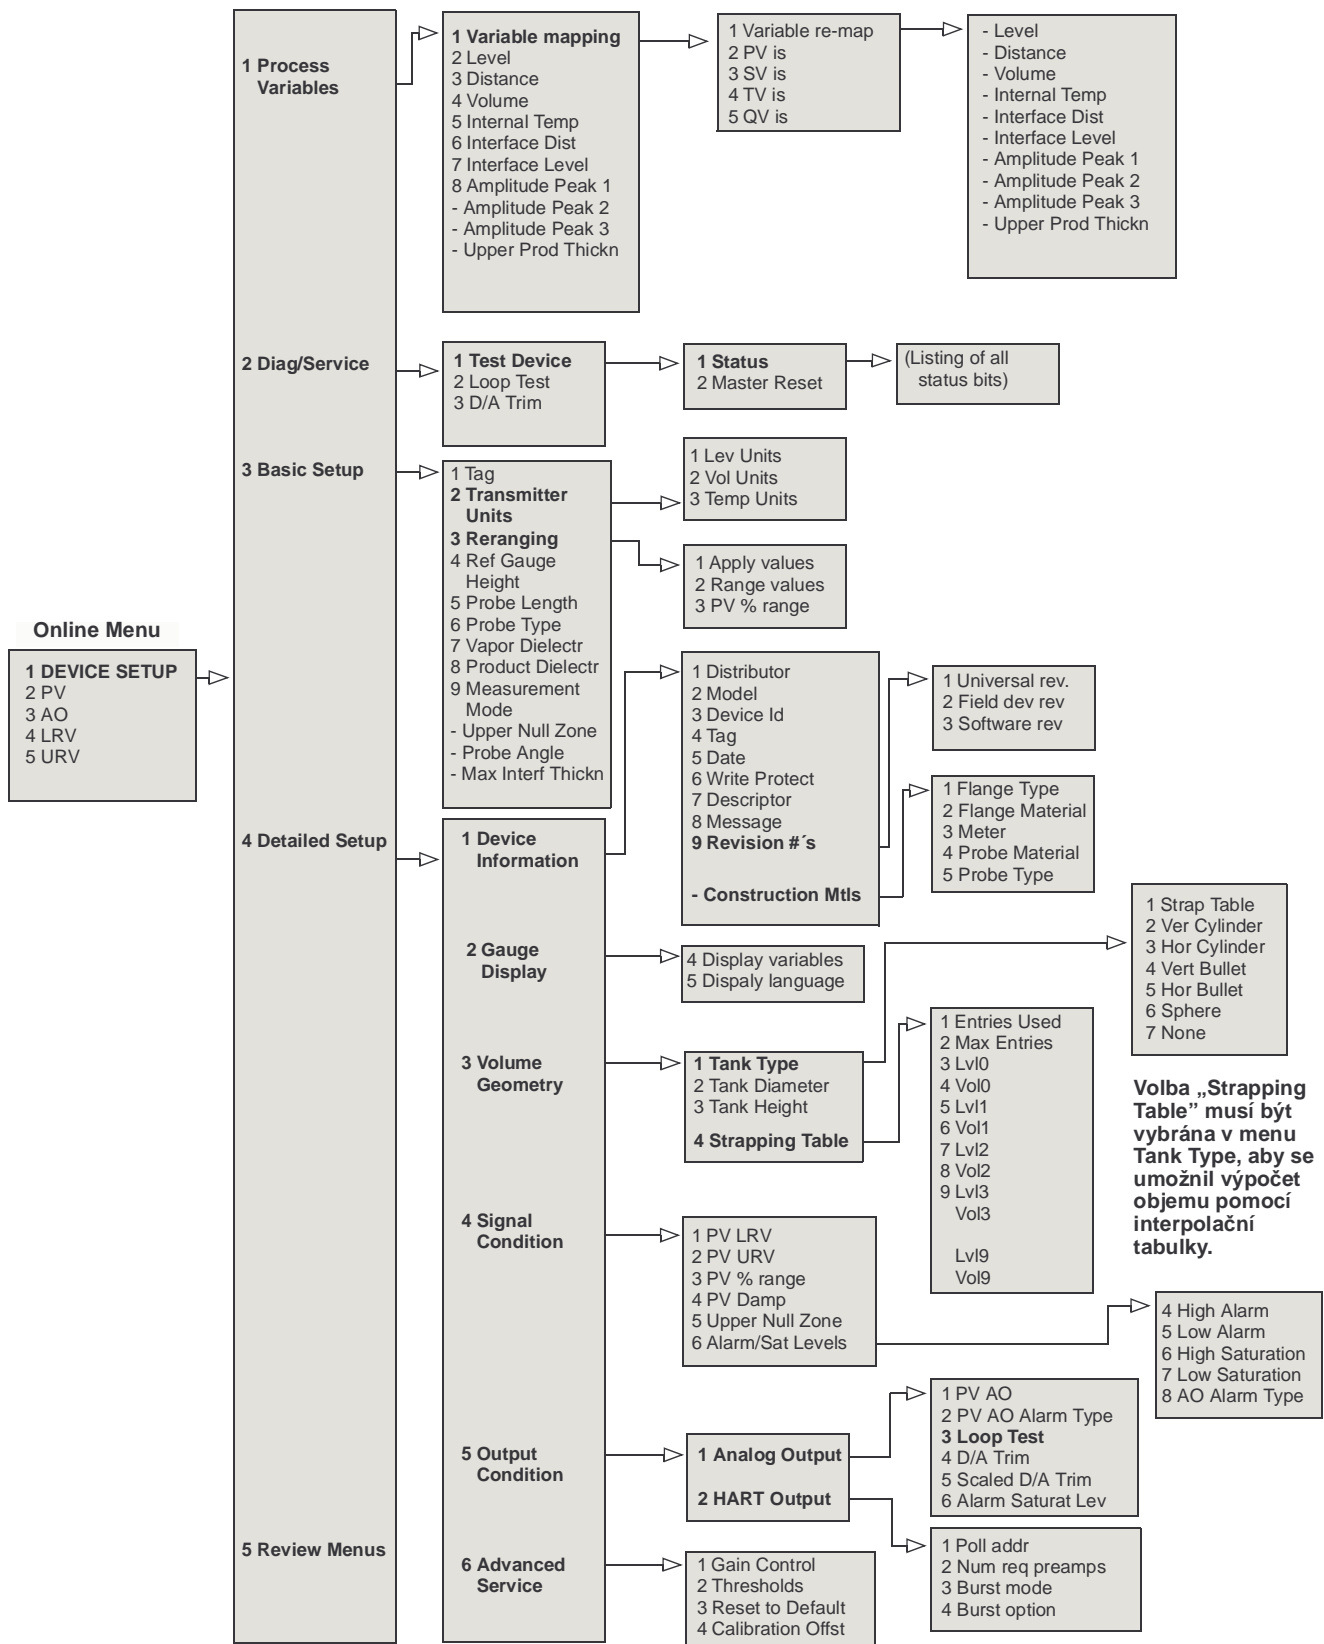 Online Menu
1 DEVICE SETUP
2 PV
3 AO
4 LRV
5 URV
1 Process
Variables
2 Diag/Service
3 Basic Setup
4 Detailed Setup
5 Review Menus
1 Variable mapping
2 Level
3 Distance
4 Volume
5 Internal Temp
6 Interface Dist
7 Interface Level
8 Amplitude Peak 1
- Amplitude Peak 2
- Amplitude Peak 3
- Upper Prod Thickn
1 Variable re-map
2 PV is
3 SV is
4 TV is
5 QV is
- Level
- Distance
- Volume
- Internal Temp
- Interface Dist
- Interface Level
- Amplitude Peak 1
- Amplitude Peak 2
- Amplitude Peak 3
- Upper Prod Thickn
1 Test Device
2 Loop Test
3 D/A Trim
1 Status
2 Master Reset
(Listing of all
status bits)
1 Tag
2 Transmitter
Units
3 Reranging
4 Ref Gauge
Height
5 Probe Length
6 Probe Type
7 Vapor Dielectr
8 Product Dielectr
9 Measurement
Mode
- Upper Null Zone
- Probe Angle
- Max Interf Thickn
1 Lev Units
2 Vol Units
3 Temp Units
1 Apply values
2 Range values
3 PV % range
1 Device
Information
2 Gauge
Display
3 Volume
Geometry
4 Signal
Condition
5 Output
Condition
6 Advanced
Service
1 Distributor
2 Model
3 Device Id
4 Tag
5 Date
6 Write Protect
7 Descriptor
8 Message
9 Revision #´s
- Construction Mtls
1 Universal rev.
2 Field dev rev
3 Software rev
1 Flange Type
2 Flange Material
3 Meter
4 Probe Material
5 Probe Type
4 Display variables
5 Dispaly language
1 Tank Type
2 Tank Diameter
3 Tank Height
4 Strapping Table
1 Strap Table
2 Ver Cylinder
3 Hor Cylinder
4 Vert Bullet
5 Hor Bullet
6 Sphere
7 None
1 Entries Used
2 Max Entries
3 Lvl0
4 Vol0
5 Lvl1
6 Vol1
7 Lvl2
8 Vol2
9 Lvl3
Vol3
Lvl9
Vol9
Volba „Strapping
Table” musí být
vybrána v menu
Tank Type, aby se
umožnil výpočet
objemu pomocí
interpolační
tabulky.
1 PV LRV
2 PV URV
3 PV % range
4 PV Damp
5 Upper Null Zone
6 Alarm/Sat Levels
4 High Alarm
5 Low Alarm
6 High Saturation
7 Low Saturation
8 AO Alarm Type
1 Analog Output
2 HART Output
1 PV AO
2 PV AO Alarm Type
3 Loop Test
4 D/A Trim
5 Scaled D/A Trim
6 Alarm Saturat Lev
1 Poll addr
2 Num req preamps
3 Burst mode
4 Burst option
1 Gain Control
2 Thresholds
3 Reset to Default
4 Calibration Offst